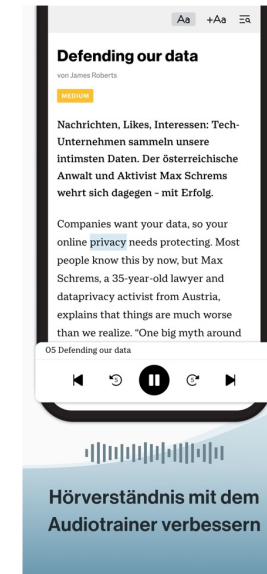 Aa +Aa
Defending our data
von James Roberts
MEDIUM
Nachrichten, Likes, Interessen: Tech-
Unternehmen sammeln unsere
intimsten Daten. Der österreichische
Anwalt und Aktivist Max Schrems
wehrt sich dagegen – mit Erfolg.
Companies want your data, so your
online privacy needs protecting. Most
people know this by now, but Max
Schrems, a 35-year-old lawyer and
dataprivacy activist from Austria,
explains that things are much worse
than we realize. “One big myth around
05 Defending our data
5 5
Hörverständnis mit dem
Audiotrainer verbessern